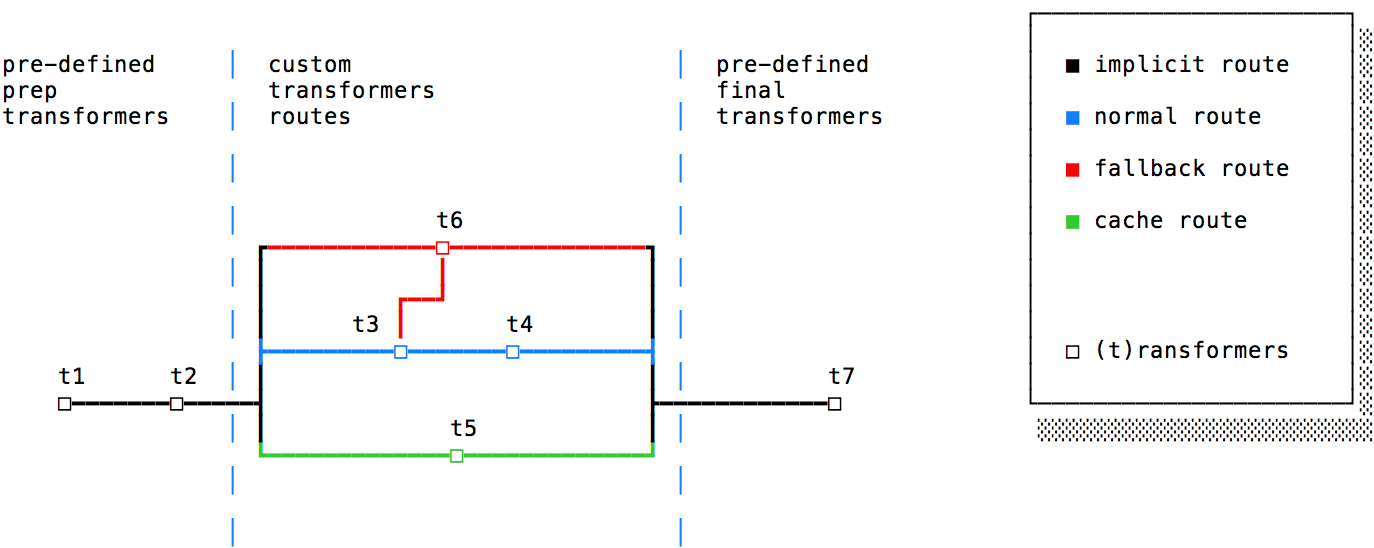 pre-defined
prep
transformers
custom
transformers
routes
pre-defined
final
transformers
implicit route
normal route
fallback route
cache route
(t)ransformers
t6
t3
t4
t1
t2
t7
t5